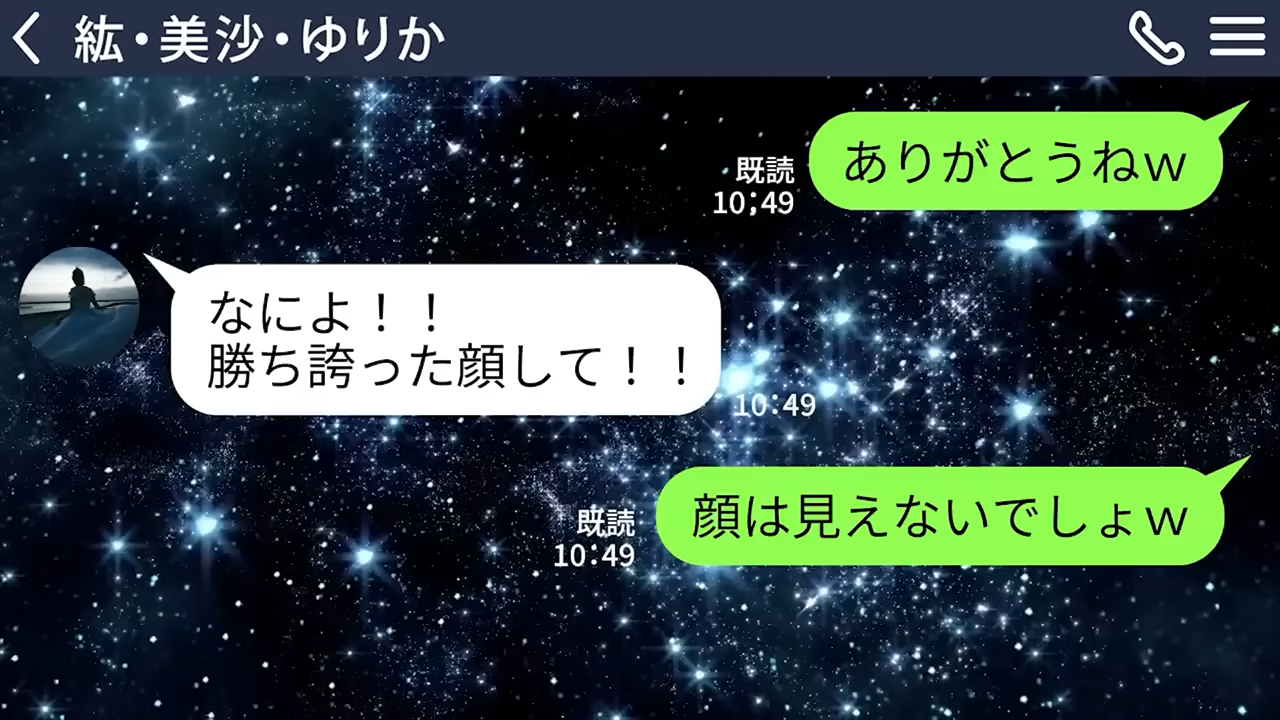 紘・美沙・ゆりか
ありがとうねw
既読
10:49
なによ！！
勝ち誇った顔して！！
10:49
顔は見えないでしょw
既読
10:49